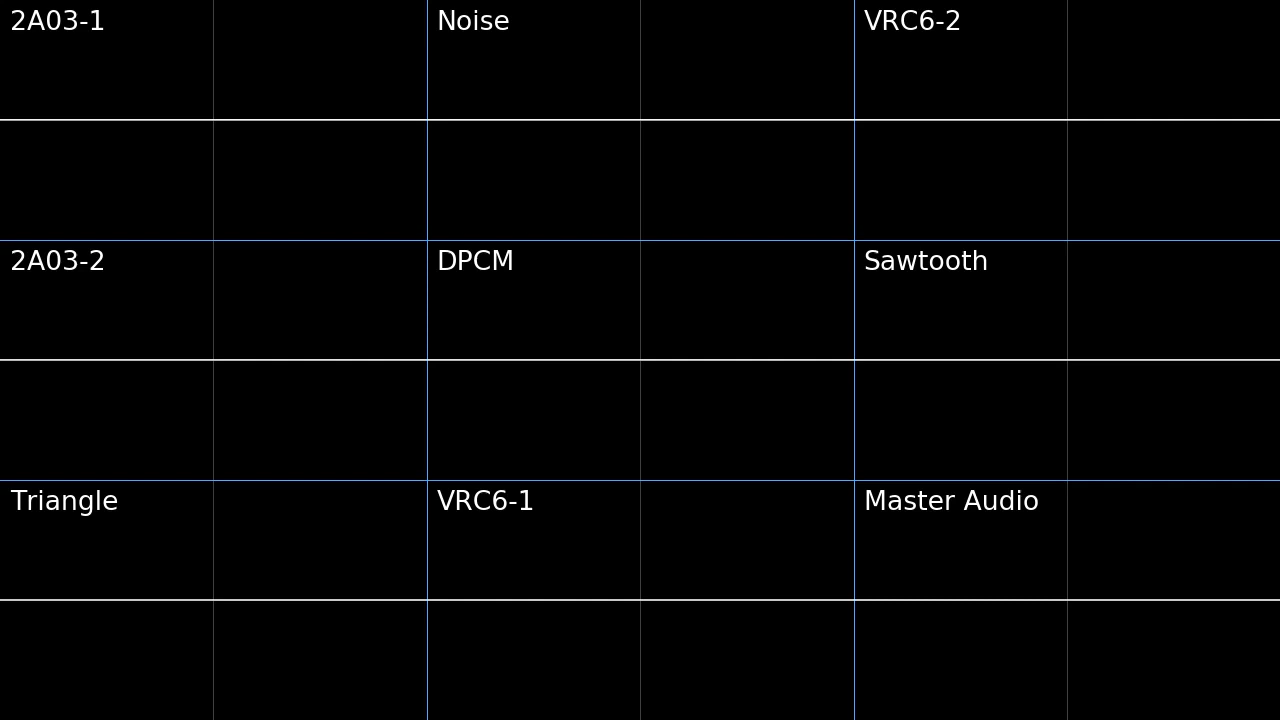 2A03-1
Noise
VRC6-2
2A03-2
DPCM
Sawtooth
Triangle
VRC6-1
Master Audio